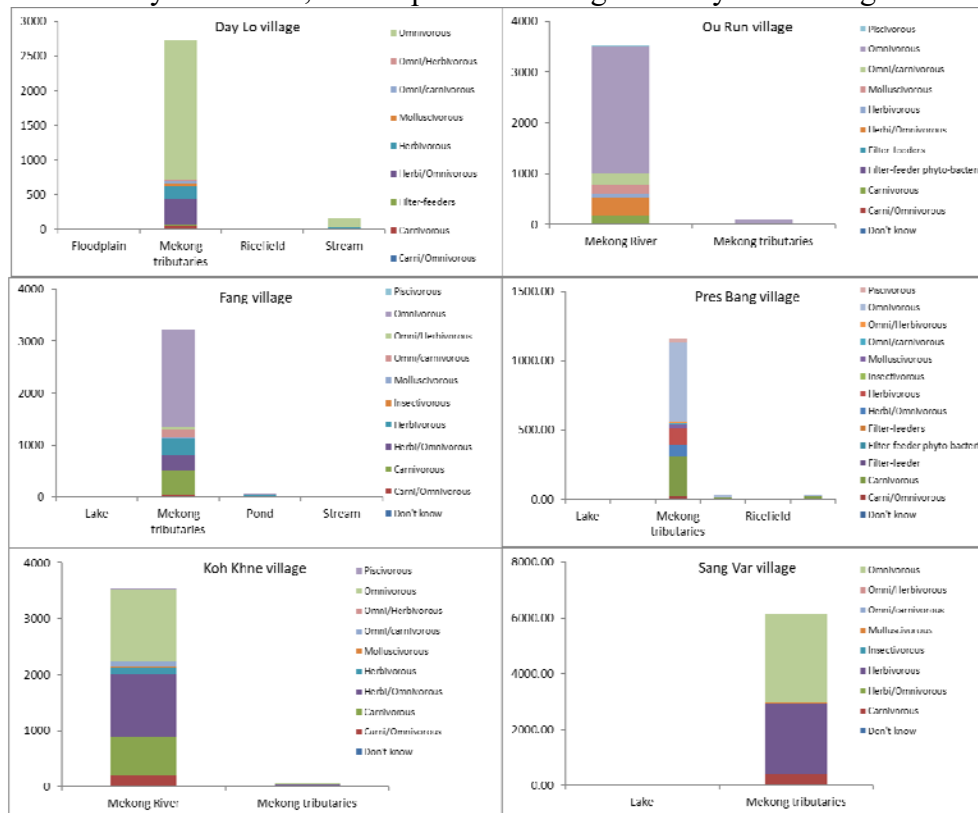 Day Lo village
3000
2500
2000
1500
1000
500
0
Floodplain
Mekong tributaries
Ricefield
Stream
Omnivorous
Omni/Herbivorous
Omni/carnivorous
Molluscivorous
Herbivorous
Herbi/Omnivorous
Filter-feeders
Carnivorous
Carni/Omnivorous
Ou Run village
4000
3000
2000
1000
0
Mekong River
Mekong tributaries
Piscivorous
Omnivorous
Omni/carnivorous
Molluscivorous
Herbivorous
Herbi/Omnivorous
Filter-feeders
Filter-feeder phyto-bacteri
Carnivorous
Carni/Omnivorous
Don't know
Fang village
4000
3000
2000
1000
0
Lake
Mekong tributaries
Pond
Stream
Piscivorous
Omnivorous
Omni/Herbivorous
Omni/carnivorous
Molluscivorous
Insectivorous
Herbivorous
Herbi/Omnivorous
Carnivorous
Carni/Omnivorous
Don't know
Pres Bang village
1500.00
1000.00
500.00
0.00
Lake
Mekong tributaries
Ricefield
Piscivorous
Omnivorous
Omni/Herbivorous
Omni/carnivorous
Molluscivorous
Insectivorous
Herbivorous
Herbi/Omnivorous
Filter-feeders
Filter-feeder phyto-bacteri
Filter-feeder
Carnivorous
Carni/Omnivorous
Don't know
Koh Khne village
4000
3000
2000
1000
0
Mekong River
Mekong tributaries
Piscivorous
Omnivorous
Omni/Herbivorous
Omni/carnivorous
Molluscivorous
Herbivorous
Herbi/Omnivorous
Carnivorous
Carni/Omnivorous
Don't know
Sang Var village
8000.00
6000.00
4000.00
2000.00
0.00
Lake
Mekong tributaries
Omnivorous
Omni/Herbivorous
Omni/carnivorous
Molluscivorous
Insectivorous
Herbivorous
Herbi/Omnivorous
Carnivorous
Don't know